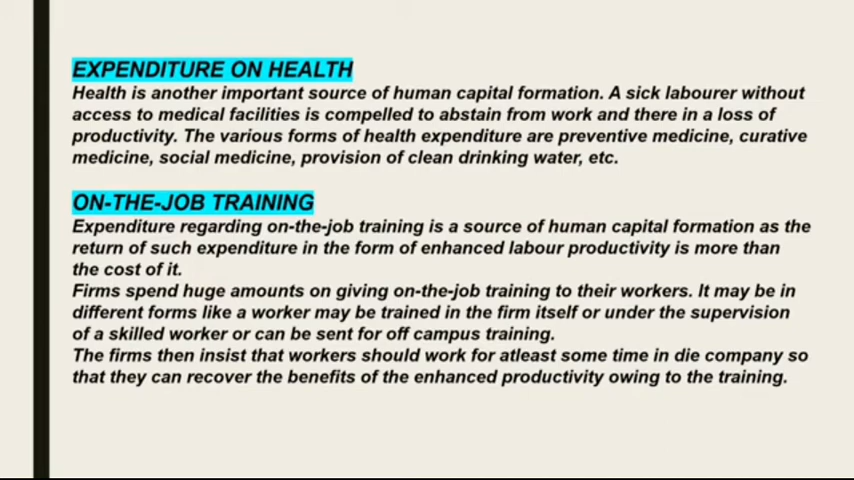 EXPENDITURE ON HEALTH
Health is another important source of human capital formation. A sick labourer without
access to medical facilities is compelled to abstain from work and there in a loss of
productivity. The various forms of health expenditure are preventive medicine, curative
medicine, social medicine, provision of clean drinking water, etc.
ON-THE-JOB TRAINING
Expenditure regarding on-the-job training is a source of human capital formation as the
return of such expenditure in the form of enhanced labour productivity is more than
the cost of it.
Firms spend huge amounts on giving on-the-job training to their workers. It may be in
different forms like a worker may be trained in the firm itself or under the supervision
of a skilled worker or can be sent for off campus training.
The firms then insist that workers should work for atleast some time in die company so
that they can recover the benefits of the enhanced productivity owing to the training.